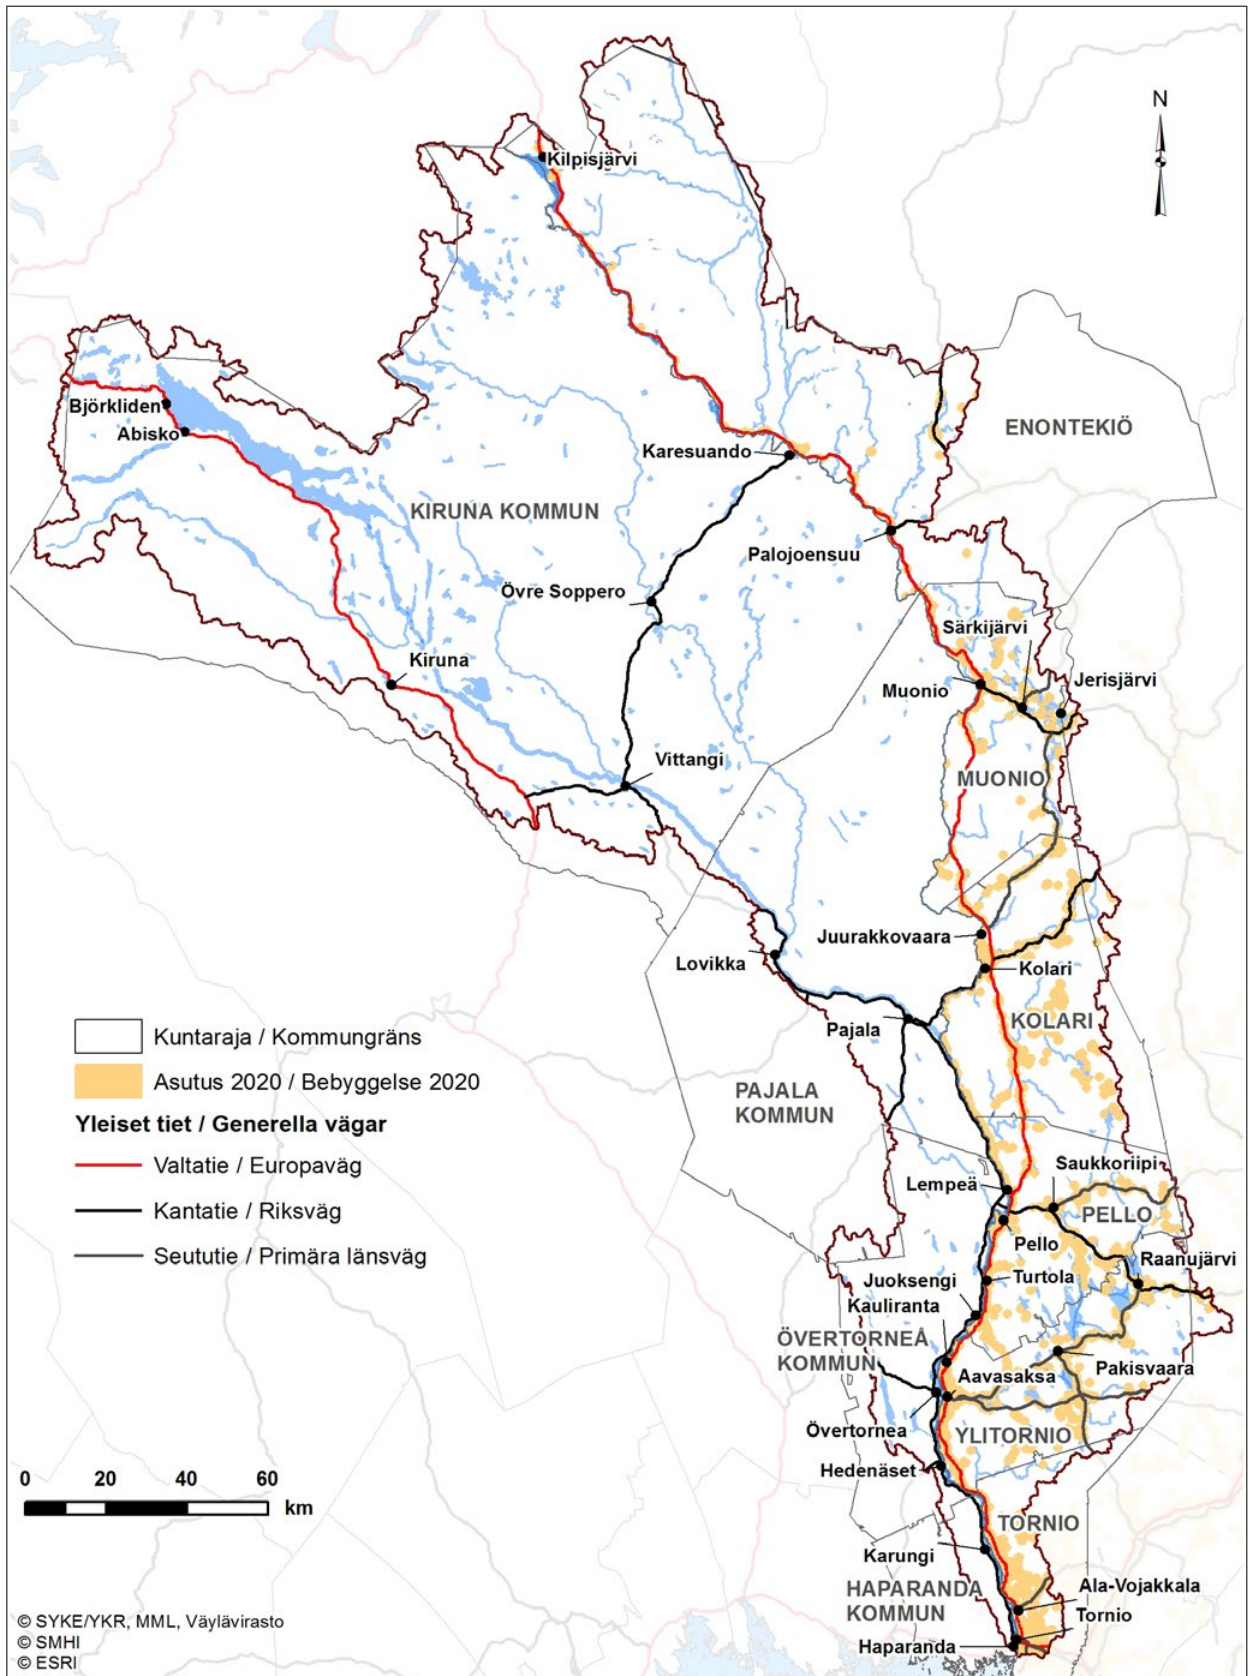 N
Kilpisjärvi
Björkliden
Abisko
ENONTEKIÖ
Karesuando
KIRUNA KOMMUN
Palojoensuu
Övre Soppero
Särkijärvi
Kiruna
Muonio
Jerisjärvi
Vittangi
MUONIO
Juurakkovaara
Lovikka
Kolari
Pajala
KOLARI
PAJALA
KOMMUN
Kuntaraja / Kommungräns
Asutus 2020 / Bebyggelse 2020
Yleiset tiet / Generella vägar
Valtatie / Europaväg
Kantatie / Riksväg
Seututie / Primära länsväg
Saukkoriipi
Lempeä
PELLO
Pello
Raanujärvi
Juoksengi
Turtola
Kauliranta
ÖVERTORNEÅ
KOMMUN
Pakisvaara
Aavasaksa
Övertornea
YLITORNIO
Hedenäset
0 20 40 60
km
TORNIO
Karungi
HAPARANDA
KOMMUN
Ala-Vojakkala
Tornio
Haparanda
© SYKE/YKR, MML, Väylävirasto
© SMHI
© ESRI